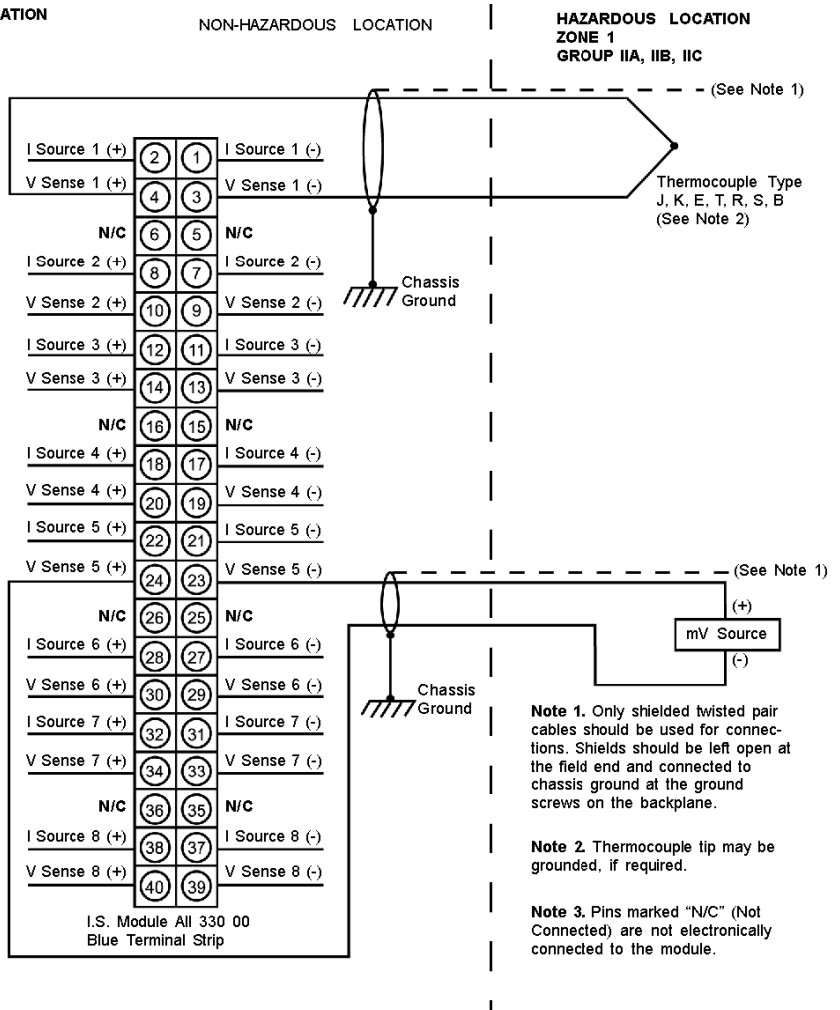 ATION
NON-HAZARDOUS LOCATION
HAZARDOUS LOCATION
ZONE 1
GROUP IIA, IIB, IIC
(See Note 1)
I Source 1 (+) 2 1 I Source 1 (-)
V Sense 1 (+) 4 3 V Sense 1 (-)
Thermocouple Type
J, K, E, T, R, S, B
(See Note 2)
N/C 6 5 N/C
I Source 2 (+) 8 7 I Source 2 (-)
Chassis
Ground
V Sense 2 (+) 10 9 V Sense 2 (-)
I Source 3 (+) 12 11 I Source 3 (-)
V Sense 3 (+) 14 13 V Sense 3 (-)
N/C 16 15 N/C
I Source 4 (+) 18 17 I Source 4 (-)
V Sense 4 (+) 20 19 V Sense 4 (-)
I Source 5 (+) 22 21 I Source 5 (-)
V Sense 5 (+) 24 23 V Sense 5 (-)
(See Note 1)
N/C 26 25 N/C
(+)
mV Source
(-)
I Source 6 (+) 28 27 I Source 6 (-)
V Sense 6 (+) 30 29 V Sense 6 (-)
Chassis
Ground
I Source 7 (+) 32 31 I Source 7 (-)
V Sense 7 (+) 34 33 V Sense 7 (-)
N/C 36 35 N/C
I Source 8 (+) 38 37 I Source 8 (-)
V Sense 8 (+) 40 39 V Sense 8 (-)
I.S. Module AII 330 00
Blue Terminal Strip
Note 1. Only shielded twisted pair
cables should be used for connec-
tions. Shields should be left open at
the field end and connected to
chassis ground at the ground
screws on the backplane.
Note 2. Thermocouple tip may be
grounded, if required.
Note 3. Pins marked “N/C” (Not
Connected) are not electronically
connected to the module.